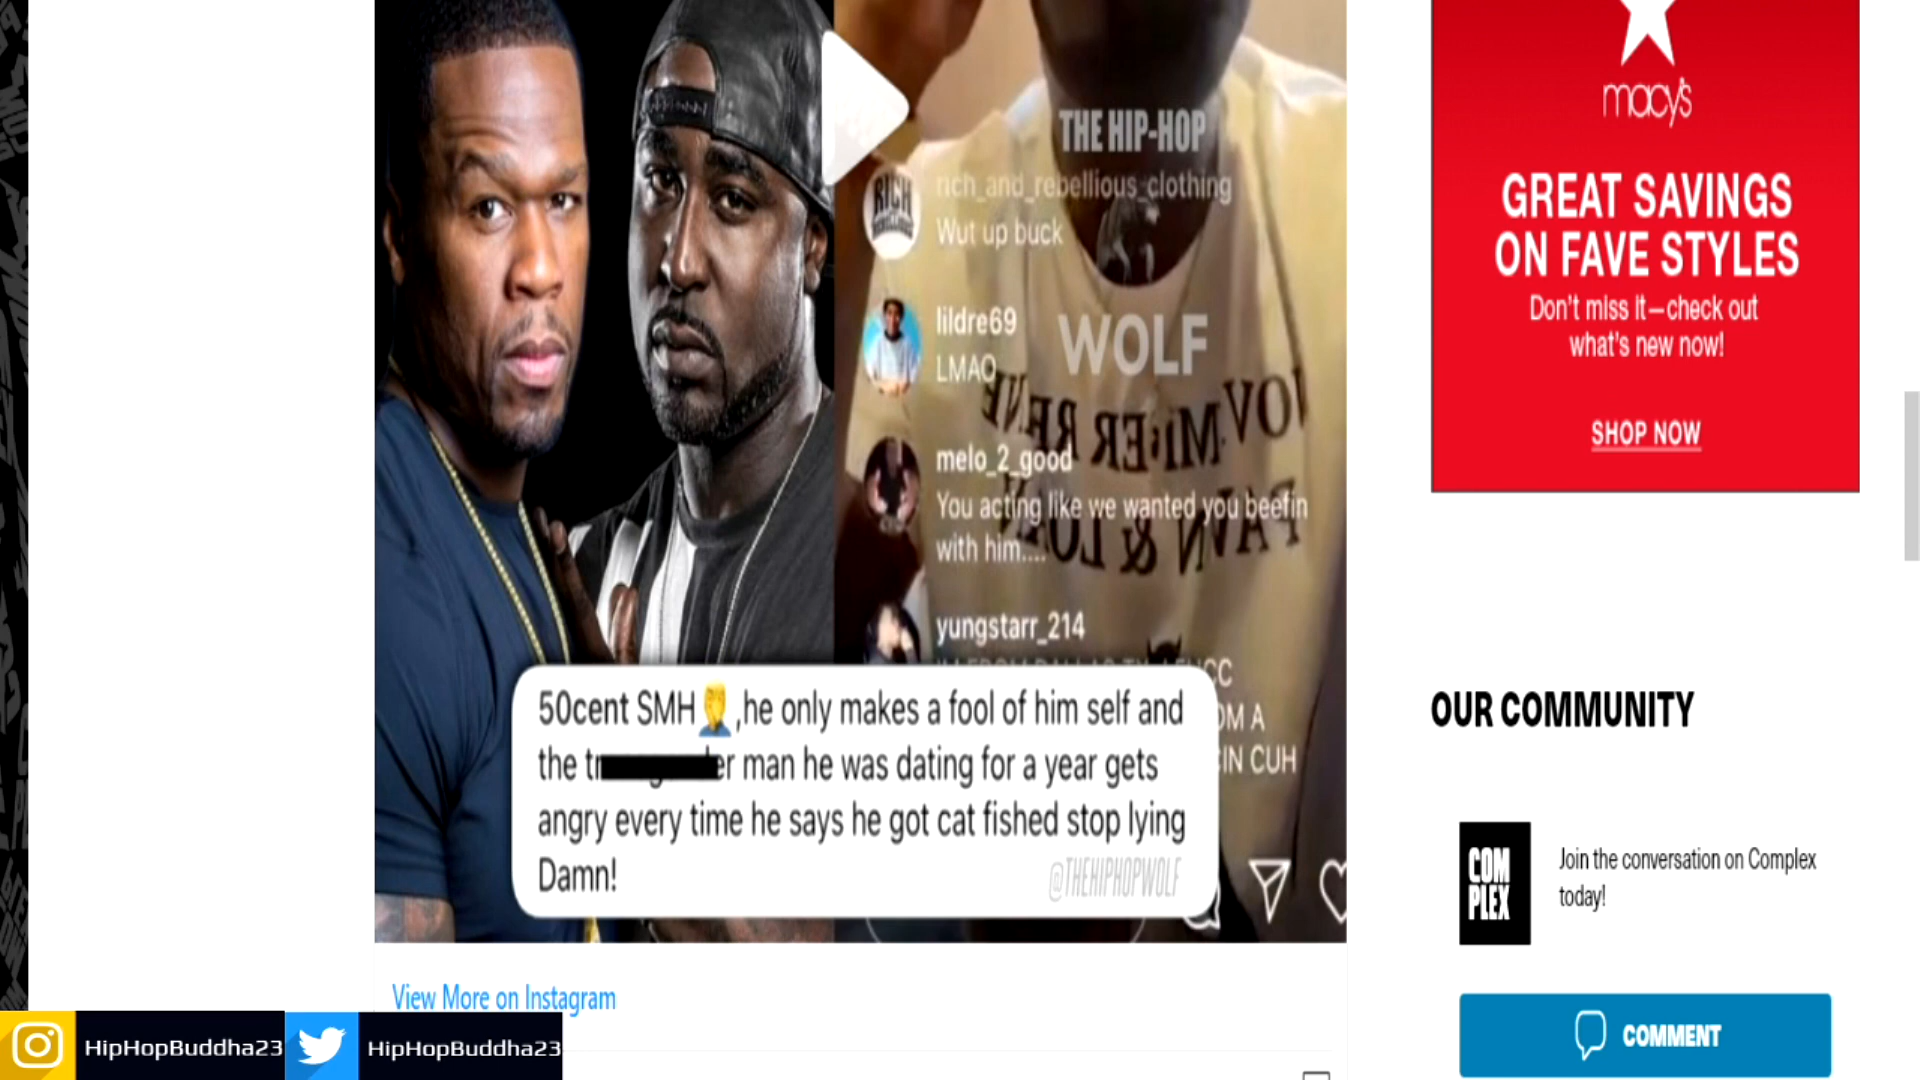 THE HIP-HOP
rich_and_rebellious_clothing
Wut up buck
lildre69
LMAO
WOLF
melo_2_good
You acting like we wanted you beefin
with him....
yungstarr_214
50cent SMH🤦‍♂️,he only makes a fool of him self and
the tr er man he was dating for a year gets
angry every time he says he got cat fished stop lying
Damn!
@THEHIPHOPWOLF
OM A
IN CUH
View More on Instagram
HipHopBuddha23
HipHopBuddha23
macy's
GREAT SAVINGS
ON FAVE STYLES
Don't miss it—check out
what's new now!
SHOP NOW
OUR COMMUNITY
COM
PLEX
Join the conversation on Complex
today!
COMMENT